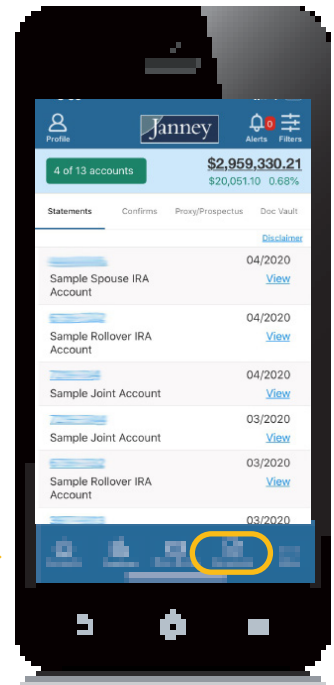 Profile
Janney
0
Alerts Filters
4 of 13 accounts
$2,959,330.21
$20,051.10 0.68%
Statements Confirms Proxy/Prospectus Doc Vault
Disclaimer
04/2020
Sample Spouse IRA
Account
View
04/2020
Sample Rollover IRA
Account
View
04/2020
Sample Joint Account
View
03/2020
Sample Joint Account
View
03/2020
Sample Rollover IRA
Account
View
03/2020